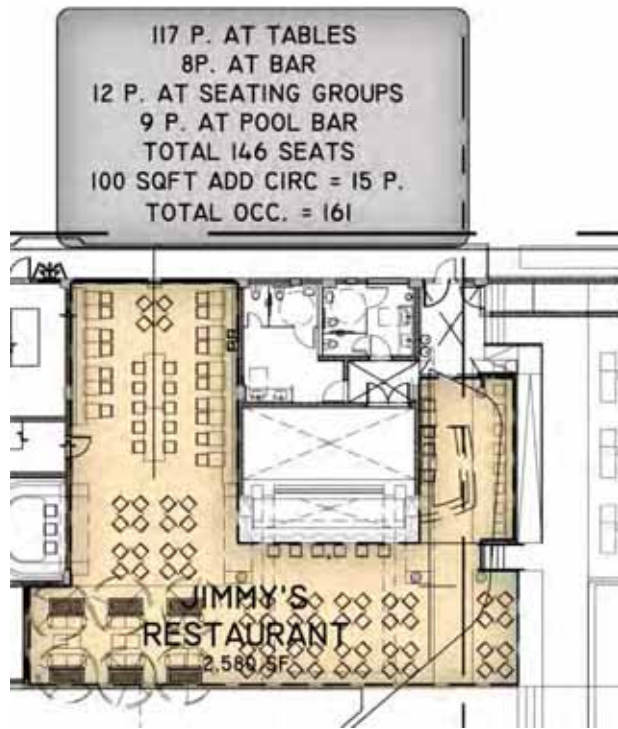 117 P. AT TABLES
8P. AT BAR
12 P. AT SEATING GROUPS
9 P. AT POOL BAR
TOTAL 146 SEATS
100 SQFT ADD CIRC = 15 P.
TOTAL OCC. = 161
JIMMY'S
RESTAURANT
2,580 SF